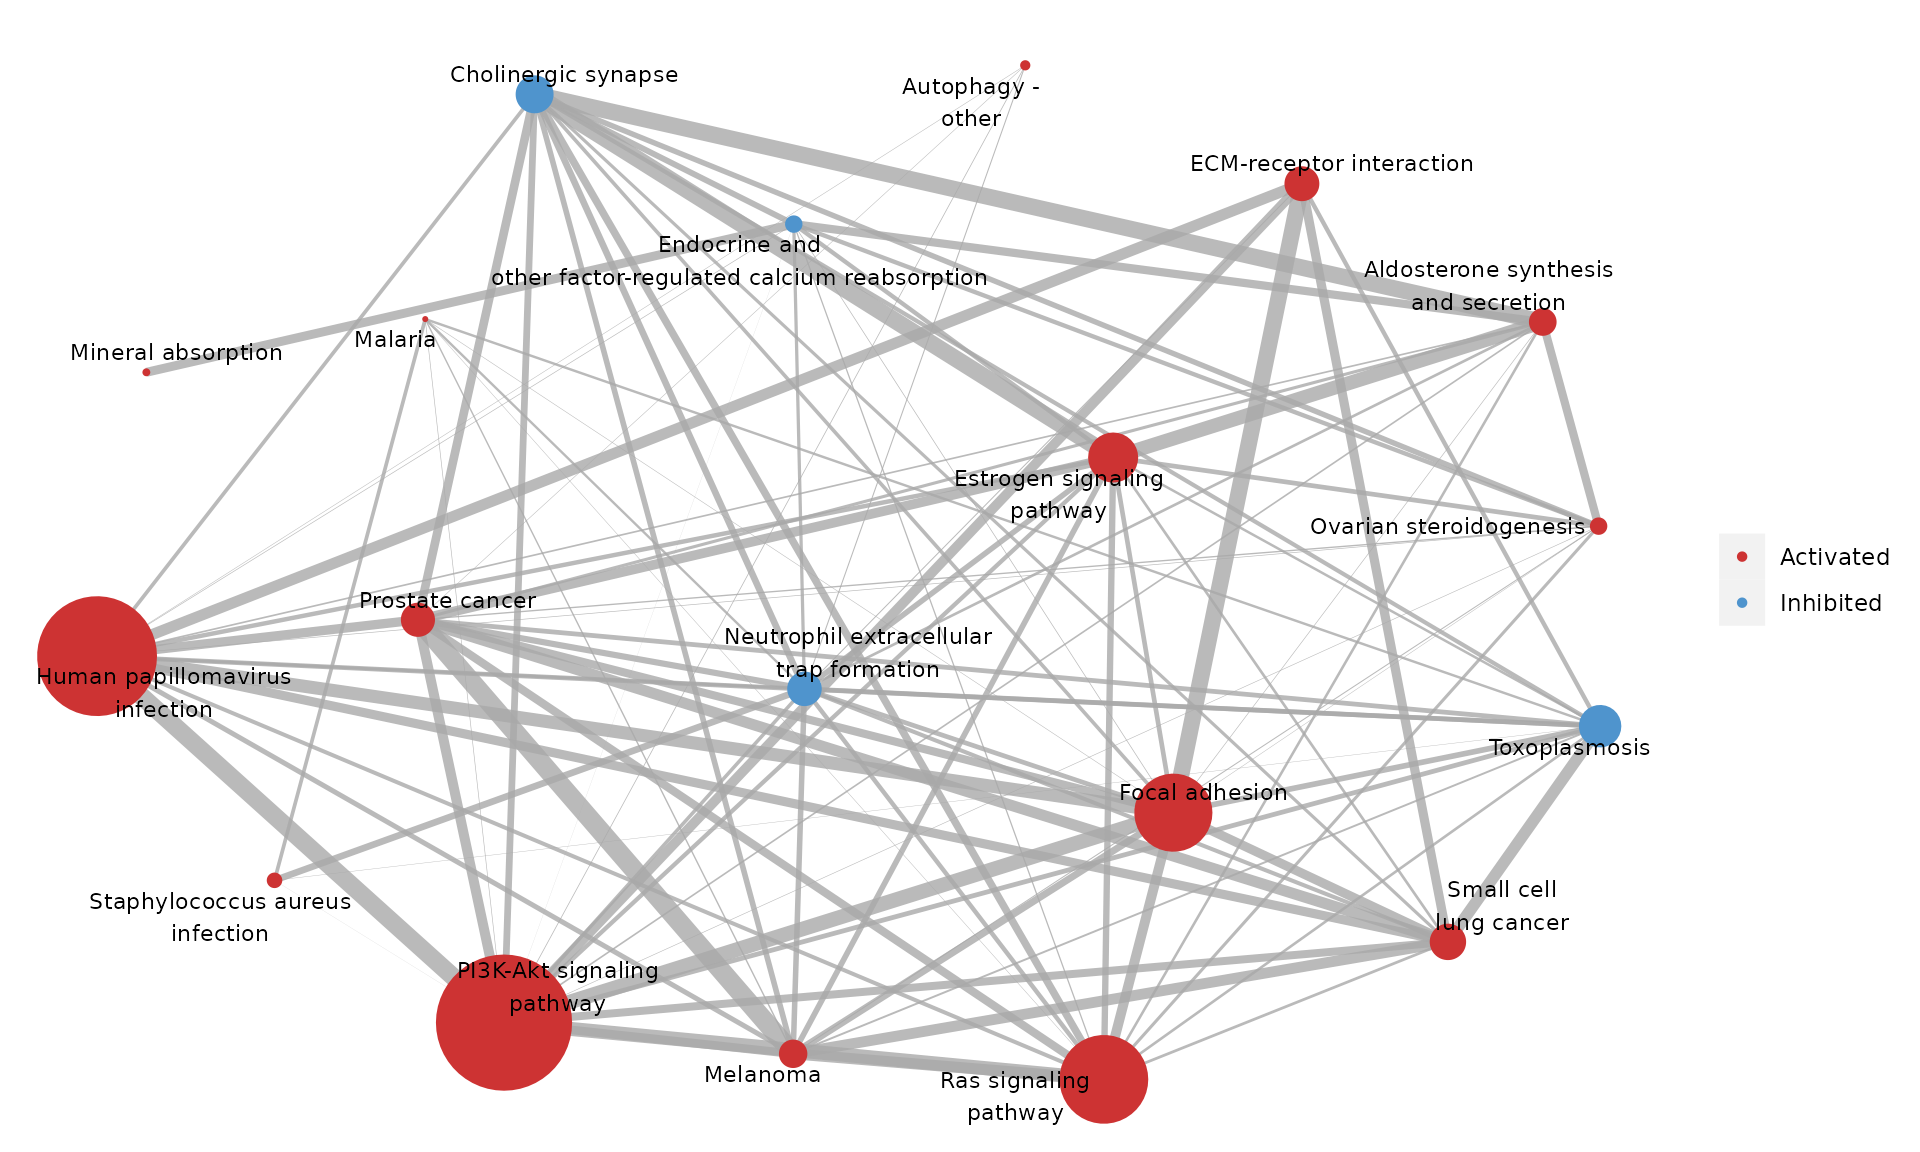 Cholinergic synapse
Autophagy -
other
ECM-receptor interaction
Endocrine and
other factor-regulated calcium reabsorption
Aldosterone synthesis
and secretion
Malaria
Mineral absorption
Estrogen signaling
pathway
Ovarian steroidogenesis
Activated
Inhibited
Prostate cancer
Neutrophil extracellular
trap formation
Human papillomavirus
infection
Toxoplasmosis
Focal adhesion
Staphylococcus aureus
infection
Small cell
lung cancer
PI3K-Akt signaling
pathway
Melanoma
Ras signaling
pathway